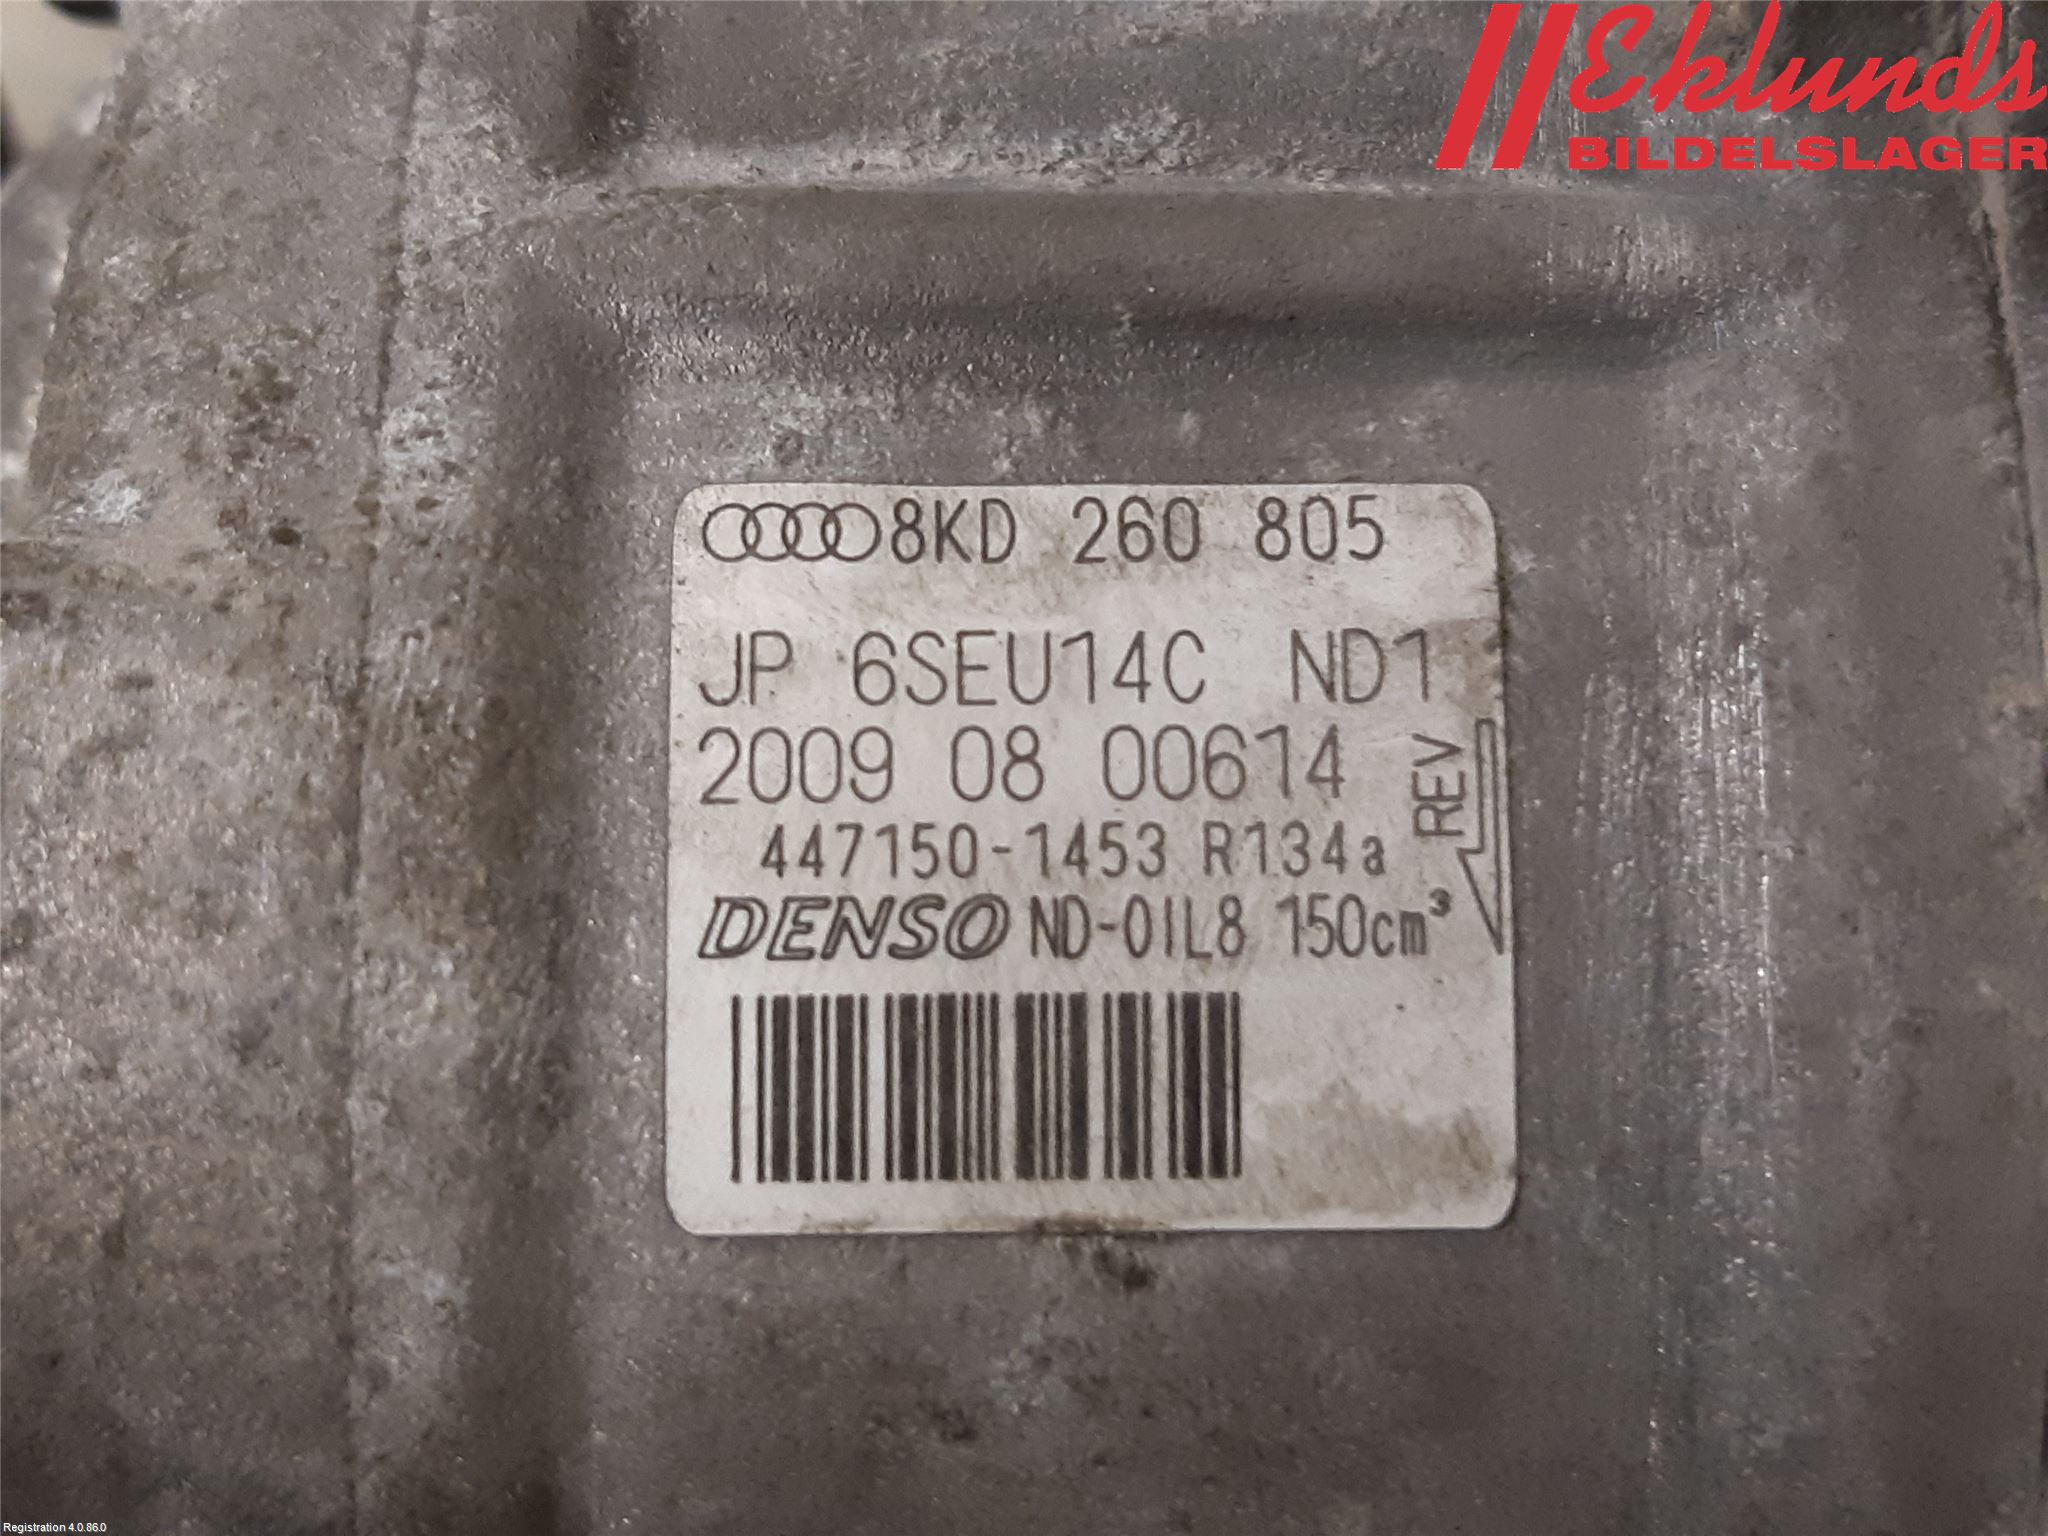 Eklunds
BILDELSLAGER
8KD 260 805
JP 6SEU14C ND1
2009 08 00614
REV
447150-1453 R134a
DENSO ND-OIL8 150cm³
Registration 4.0.86.0